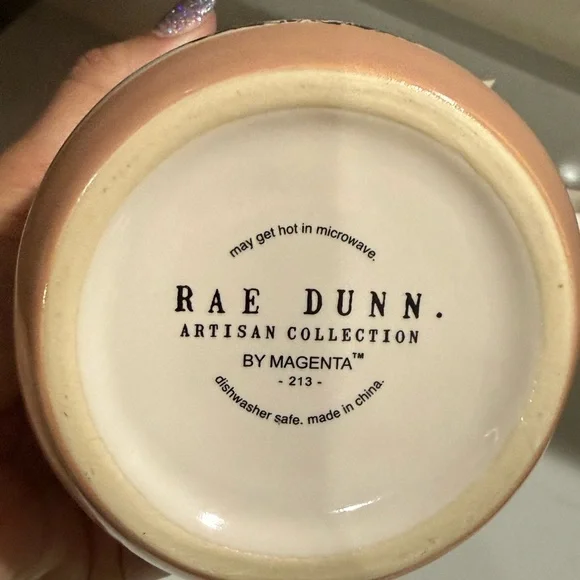 may get hot in microwave.
RAE DUNN.
ARTISAN COLLECTION
BY MAGENTA™
- 213 -
dishwasher safe. made in china.